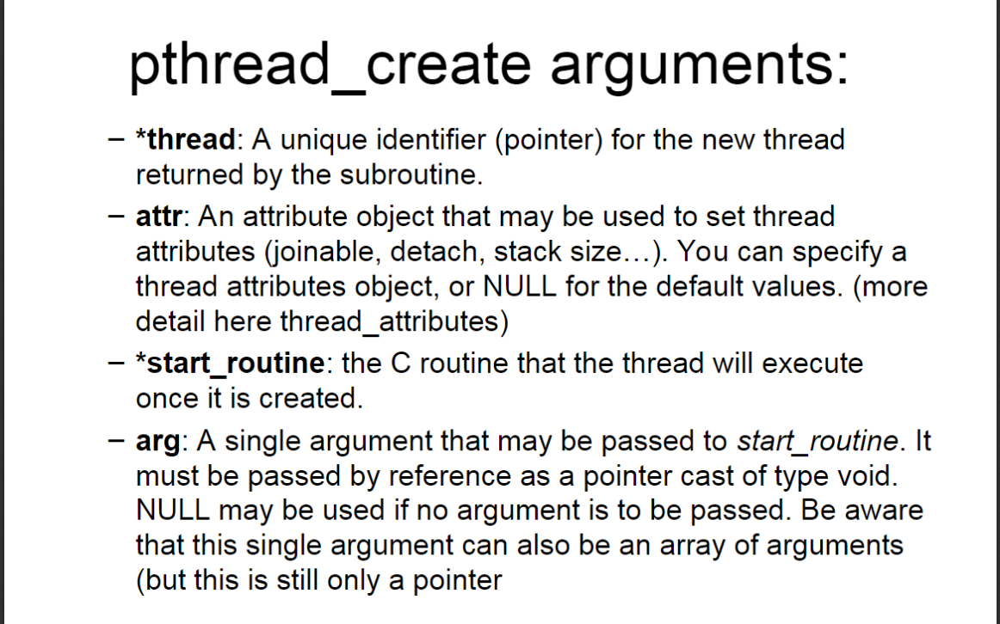 pthread_create arguments:
– *thread: A unique identifier (pointer) for the new thread
returned by the subroutine.
– attr: An attribute object that may be used to set thread
attributes (joinable, detach, stack size…). You can specify a
thread attributes object, or NULL for the default values. (more
detail here thread_attributes)
– *start_routine: the C routine that the thread will execute
once it is created.
– arg: A single argument that may be passed to start_routine. It
must be passed by reference as a pointer cast of type void.
NULL may be used if no argument is to be passed. Be aware
that this single argument can also be an array of arguments
(but this is still only a pointer